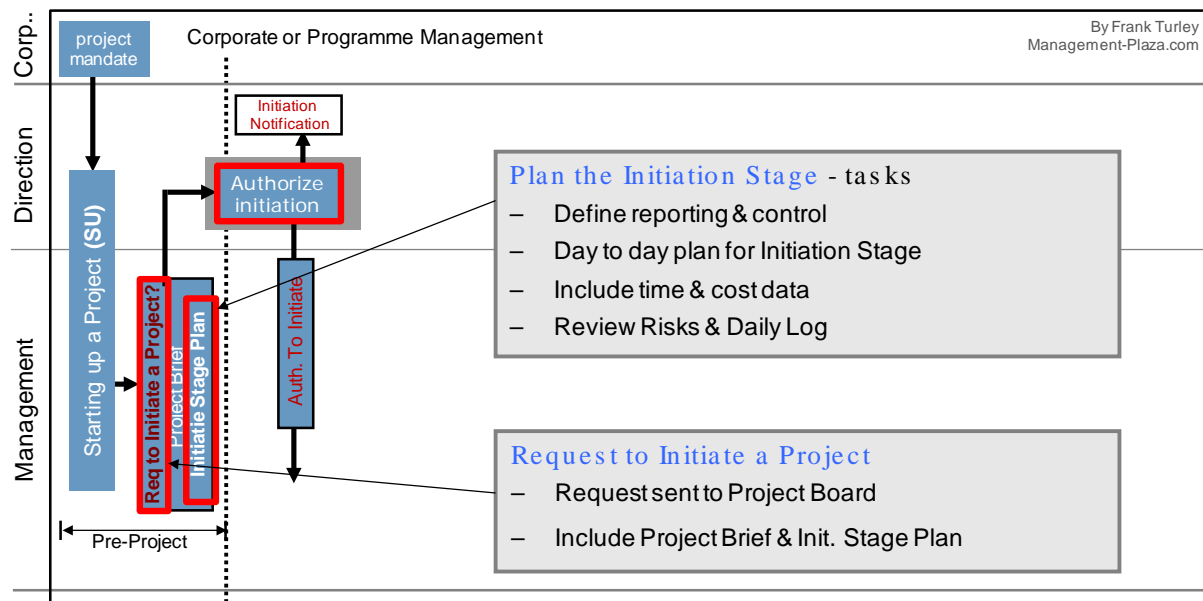 Corp..
project
mandate
Corporate or Programme Management
By Frank Turley
Management-Plaza.com
Direction
Initiation
Notification
Authorize
initiation
Plan the Initiation Stage - tasks
– Define reporting & control
– Day to day plan for Initiation Stage
– Include time & cost data
– Review Risks & Daily Log
Management
Starting up a Project (SU)
Req to Initiate a Project?
Project Brief
Initiatie Stage Plan
Auth. To Initiate
Request to Initiate a Project
– Request sent to Project Board
– Include Project Brief & Init. Stage Plan
Pre-Project